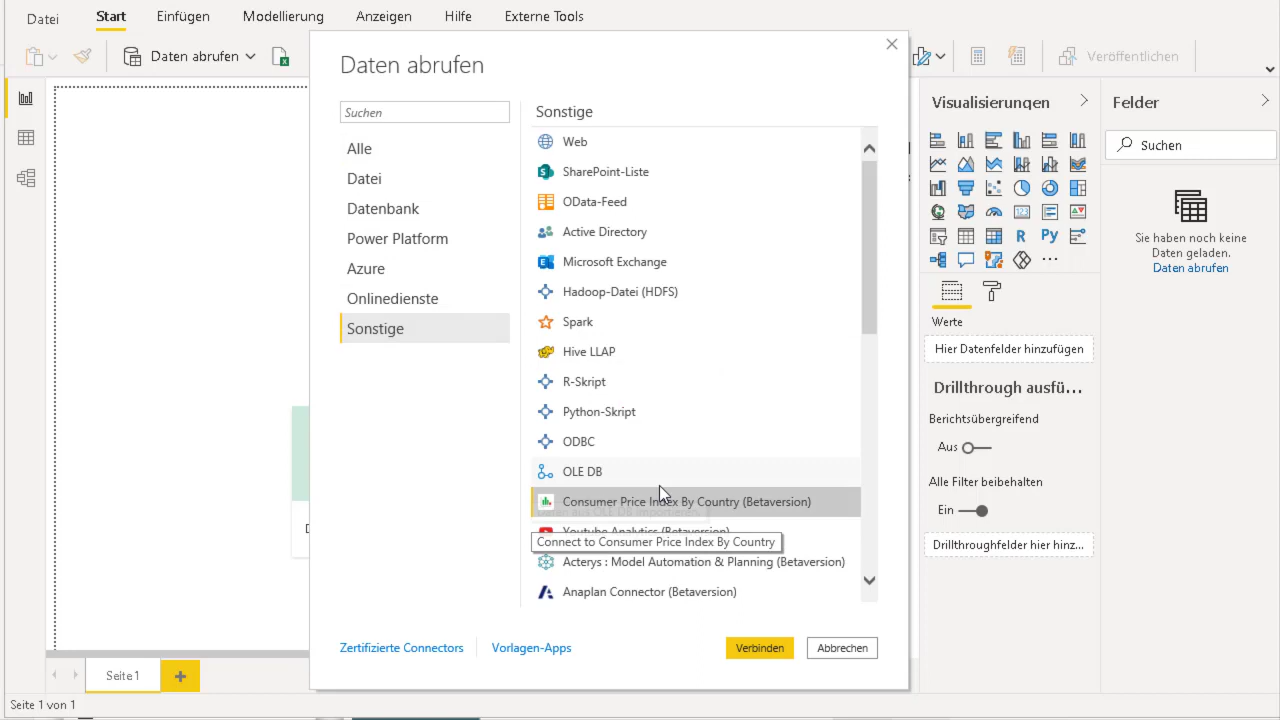 Datei
Start
Einfügen
Modellierung
Anzeigen
Hilfe
Externe Tools
Daten abrufen
Veröffentlichen
Daten abrufen
Suchen
Alle
Datei
Datenbank
Power Platform
Azure
Onlinedienste
Sonstige
Sonstige
Web
SharePoint-Liste
OData-Feed
Active Directory
Microsoft Exchange
Hadoop-Datei (HDFS)
Spark
Hive LLAP
R-Skript
Python-Skript
ODBC
OLE DB
Consumer Price Index By Country (Betaversion)
Youtube Analytics (Betaversion)
Connect to Consumer Price Index By Country
Acterys : Model Automation & Planning (Betaversion)
Anaplan Connector (Betaversion)
Zertifizierte Connectors
Vorlagen-Apps
Verbinden
Abbrechen
Visualisierungen
R
Py
123
Werte
Hier Datenfelder hinzufügen
Drillthrough ausfü...
Berichtsübergreifend
Aus
Alle Filter beibehalten
Ein
Drillthroughfelder hier hinz...
Felder
Suchen
Sie haben noch keine
Daten geladen.
Daten abrufen
Seite 1
Seite 1 von 1